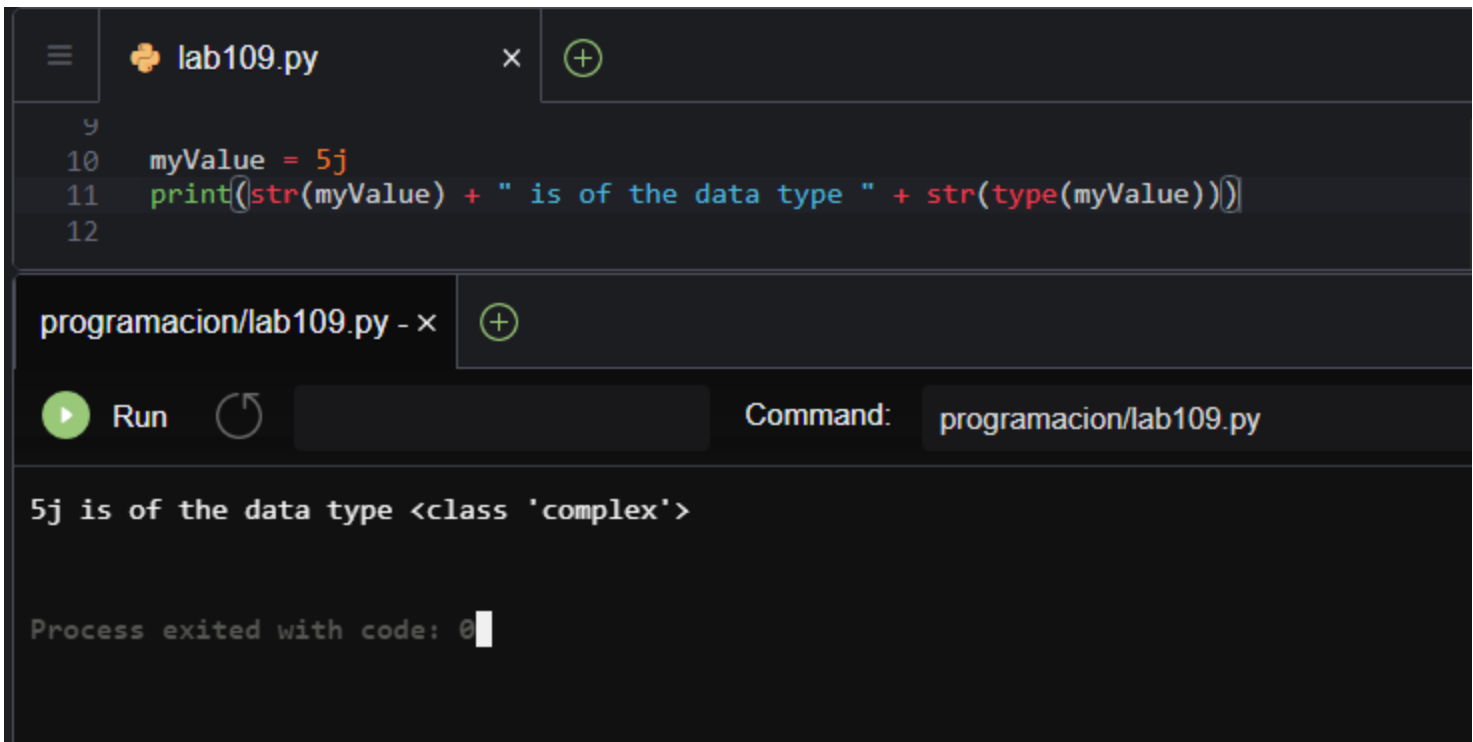 lab109.py
9
10 myValue = 5j
11 print(str(myValue) + " is of the data type " + str(type(myValue)))
12
programacion/lab109.py -
Run Command: programacion/lab109.py
5j is of the data type <class 'complex'>
Process exited with code: 0